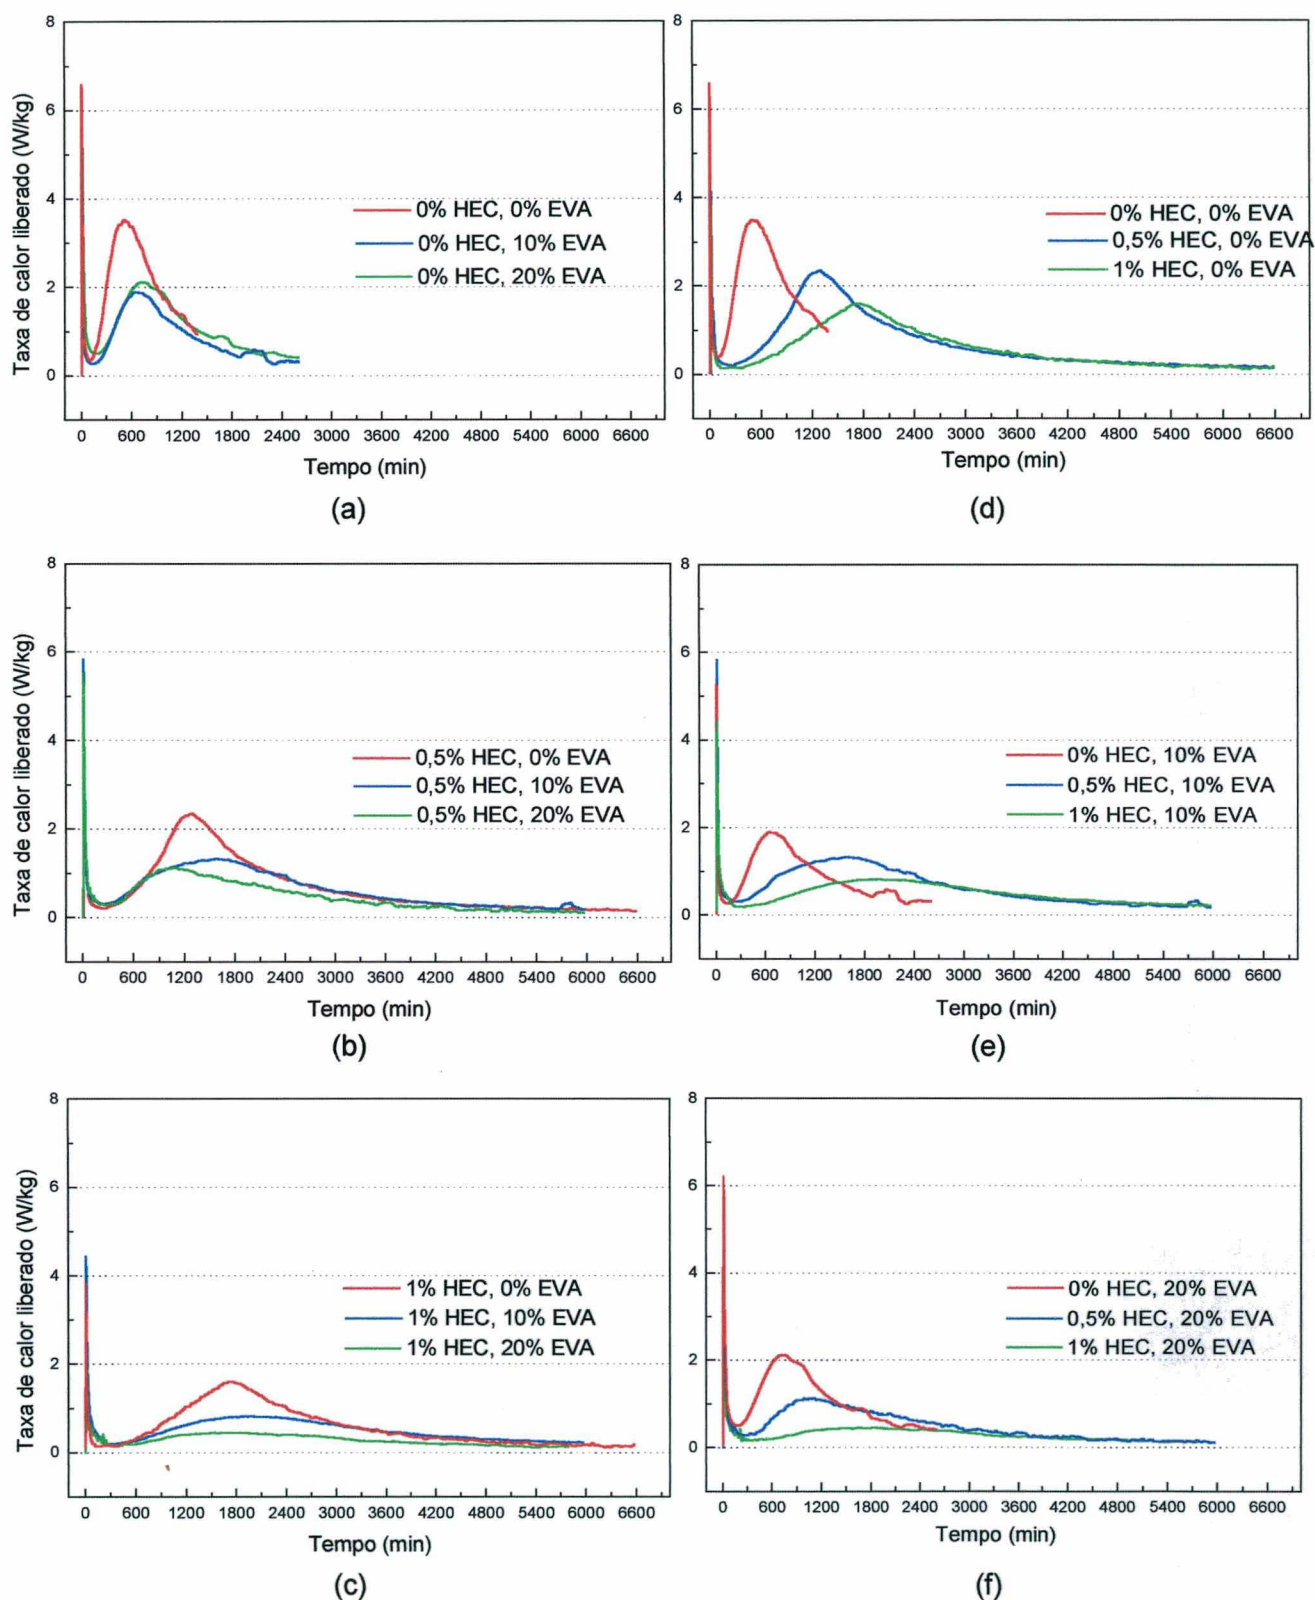 Taxa de calor liberado (W/kg)
8
6
4
2
0
0% HEC, 0% EVA
0% HEC, 10% EVA
0% HEC, 20% EVA
0 600 1200 1800 2400 3000 3600 4200 4800 5400 6000 6600
Tempo (min)
(a)
8
6
4
2
0
0% HEC, 0% EVA
0,5% HEC, 0% EVA
1% HEC, 0% EVA
0 600 1200 1800 2400 3000 3600 4200 4800 5400 6000 6600
Tempo (min)
(d)
Taxa de calor liberado (W/kg)
8
6
4
2
0
0,5% HEC, 0% EVA
0,5% HEC, 10% EVA
0,5% HEC, 20% EVA
0 600 1200 1800 2400 3000 3600 4200 4800 5400 6000 6600
Tempo (min)
(b)
8
6
4
2
0
0% HEC, 10% EVA
0,5% HEC, 10% EVA
1% HEC, 10% EVA
0 600 1200 1800 2400 3000 3600 4200 4800 5400 6000 6600
Tempo (min)
(e)
Taxa de calor liberado (W/kg)
8
6
4
2
0
1% HEC, 0% EVA
1% HEC, 10% EVA
1% HEC, 20% EVA
0 600 1200 1800 2400 3000 3600 4200 4800 5400 6000 6600
Tempo (min)
(c)
8
6
4
2
0
0% HEC, 20% EVA
0,5% HEC, 20% EVA
1% HEC, 20% EVA
0 600 1200 1800 2400 3000 3600 4200 4800 5400 6000 6600
Tempo (min)
(f)